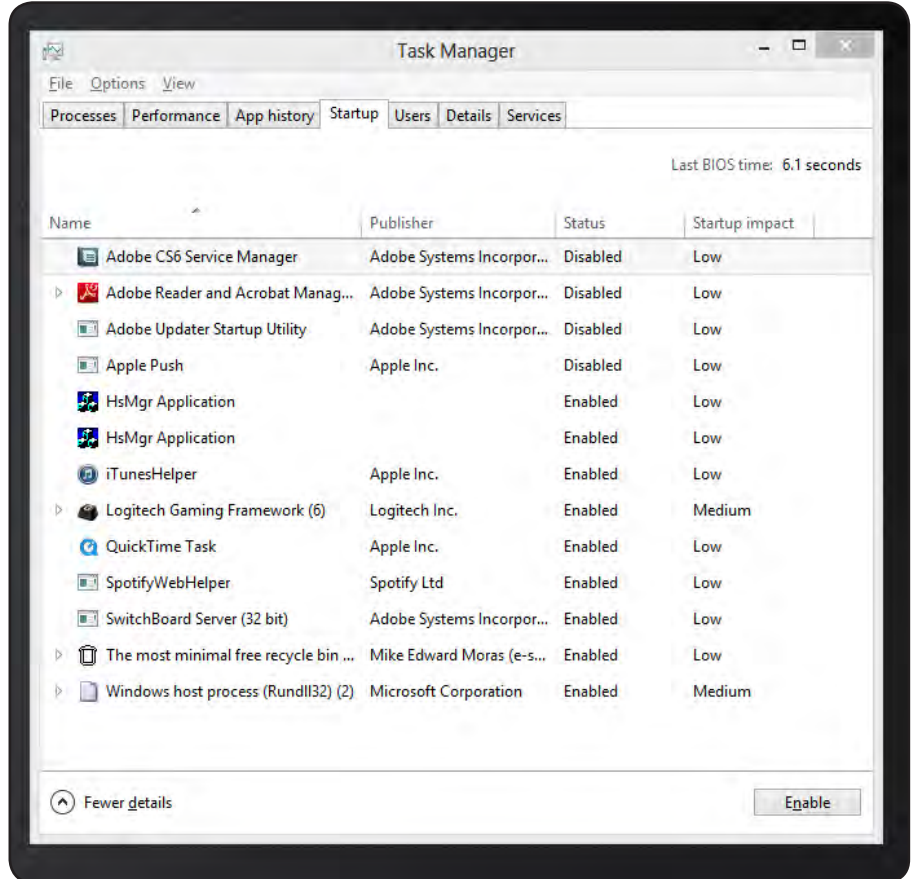 Task Manager
File Options View
Processes Performance App history Startup Users Details Services
Last BIOS time: 6.1 seconds
Name Publisher Status Startup impact
Adobe CS6 Service Manager Adobe Systems Incorpor... Disabled Low
Adobe Reader and Acrobat Manag... Adobe Systems Incorpor... Disabled Low
Adobe Updater Startup Utility Adobe Systems Incorpor... Disabled Low
Apple Push Apple Inc. Disabled Low
HsMgr Application Enabled Low
HsMgr Application Enabled Low
iTunesHelper Apple Inc. Enabled Low
Logitech Gaming Framework (6) Logitech Inc. Enabled Medium
QuickTime Task Apple Inc. Enabled Low
SpotifyWebHelper Spotify Ltd Enabled Low
SwitchBoard Server (32 bit) Adobe Systems Incorpor... Enabled Low
The most minimal free recycle bin ... Mike Edward Moras (e-s... Enabled Low
Windows host process (Rundll32) (2) Microsoft Corporation Enabled Medium
Fewer details Enable